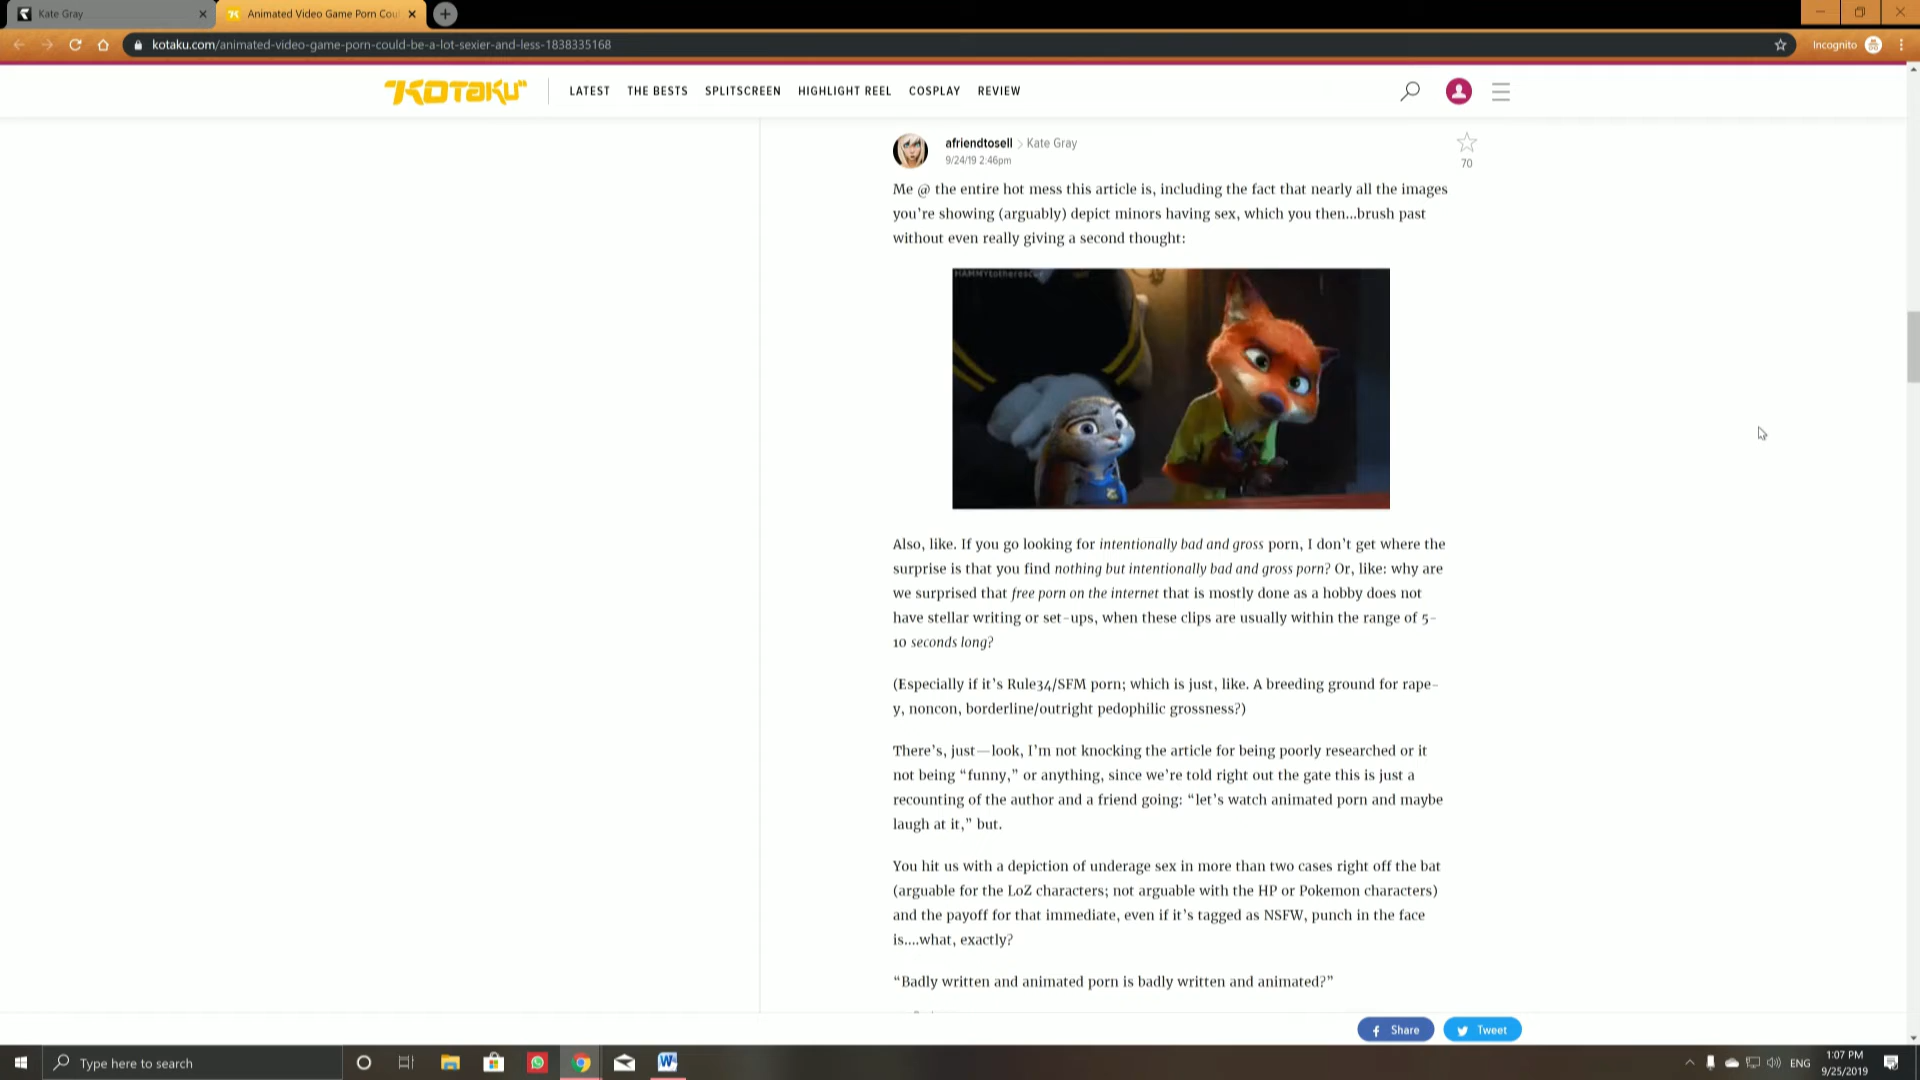 Kate Gray
Animated Video Game Porn Cou
kotaku.com/animated-video-game-porn-could-be-a-lot-sexier-and-less-1838335168
Incognito
KOTAKU
LATEST THE BESTS SPLITSCREEN HIGHLIGHT REEL COSPLAY REVIEW
afriendtosell > Kate Gray
9/24/19 2:46pm
70
Me @ the entire hot mess this article is, including the fact that nearly all the images
you're showing (arguably) depict minors having sex, which you then...brush past
without even really giving a second thought:
HAMMYtotherescue
Also, like. If you go looking for intentionally bad and gross porn, I don't get where the
surprise is that you find nothing but intentionally bad and gross porn? Or, like: why are
we surprised that free porn on the internet that is mostly done as a hobby does not
have stellar writing or set-ups, when these clips are usually within the range of 5-
10 seconds long?
(Especially if it's Rule34/SFM porn; which is just, like. A breeding ground for rape-
y, noncon, borderline/outright pedophilic grossness?)
There's, just—look, I'm not knocking the article for being poorly researched or it
not being "funny," or anything, since we're told right out the gate this is just a
recounting of the author and a friend going: "let's watch animated porn and maybe
laugh at it," but.
You hit us with a depiction of underage sex in more than two cases right off the bat
(arguable for the LoZ characters; not arguable with the HP or Pokemon characters)
and the payoff for that immediate, even if it's tagged as NSFW, punch in the face
is....what, exactly?
"Badly written and animated porn is badly written and animated?"
Share
Tweet
Type here to search
ENG
1:07 PM
9/25/2019